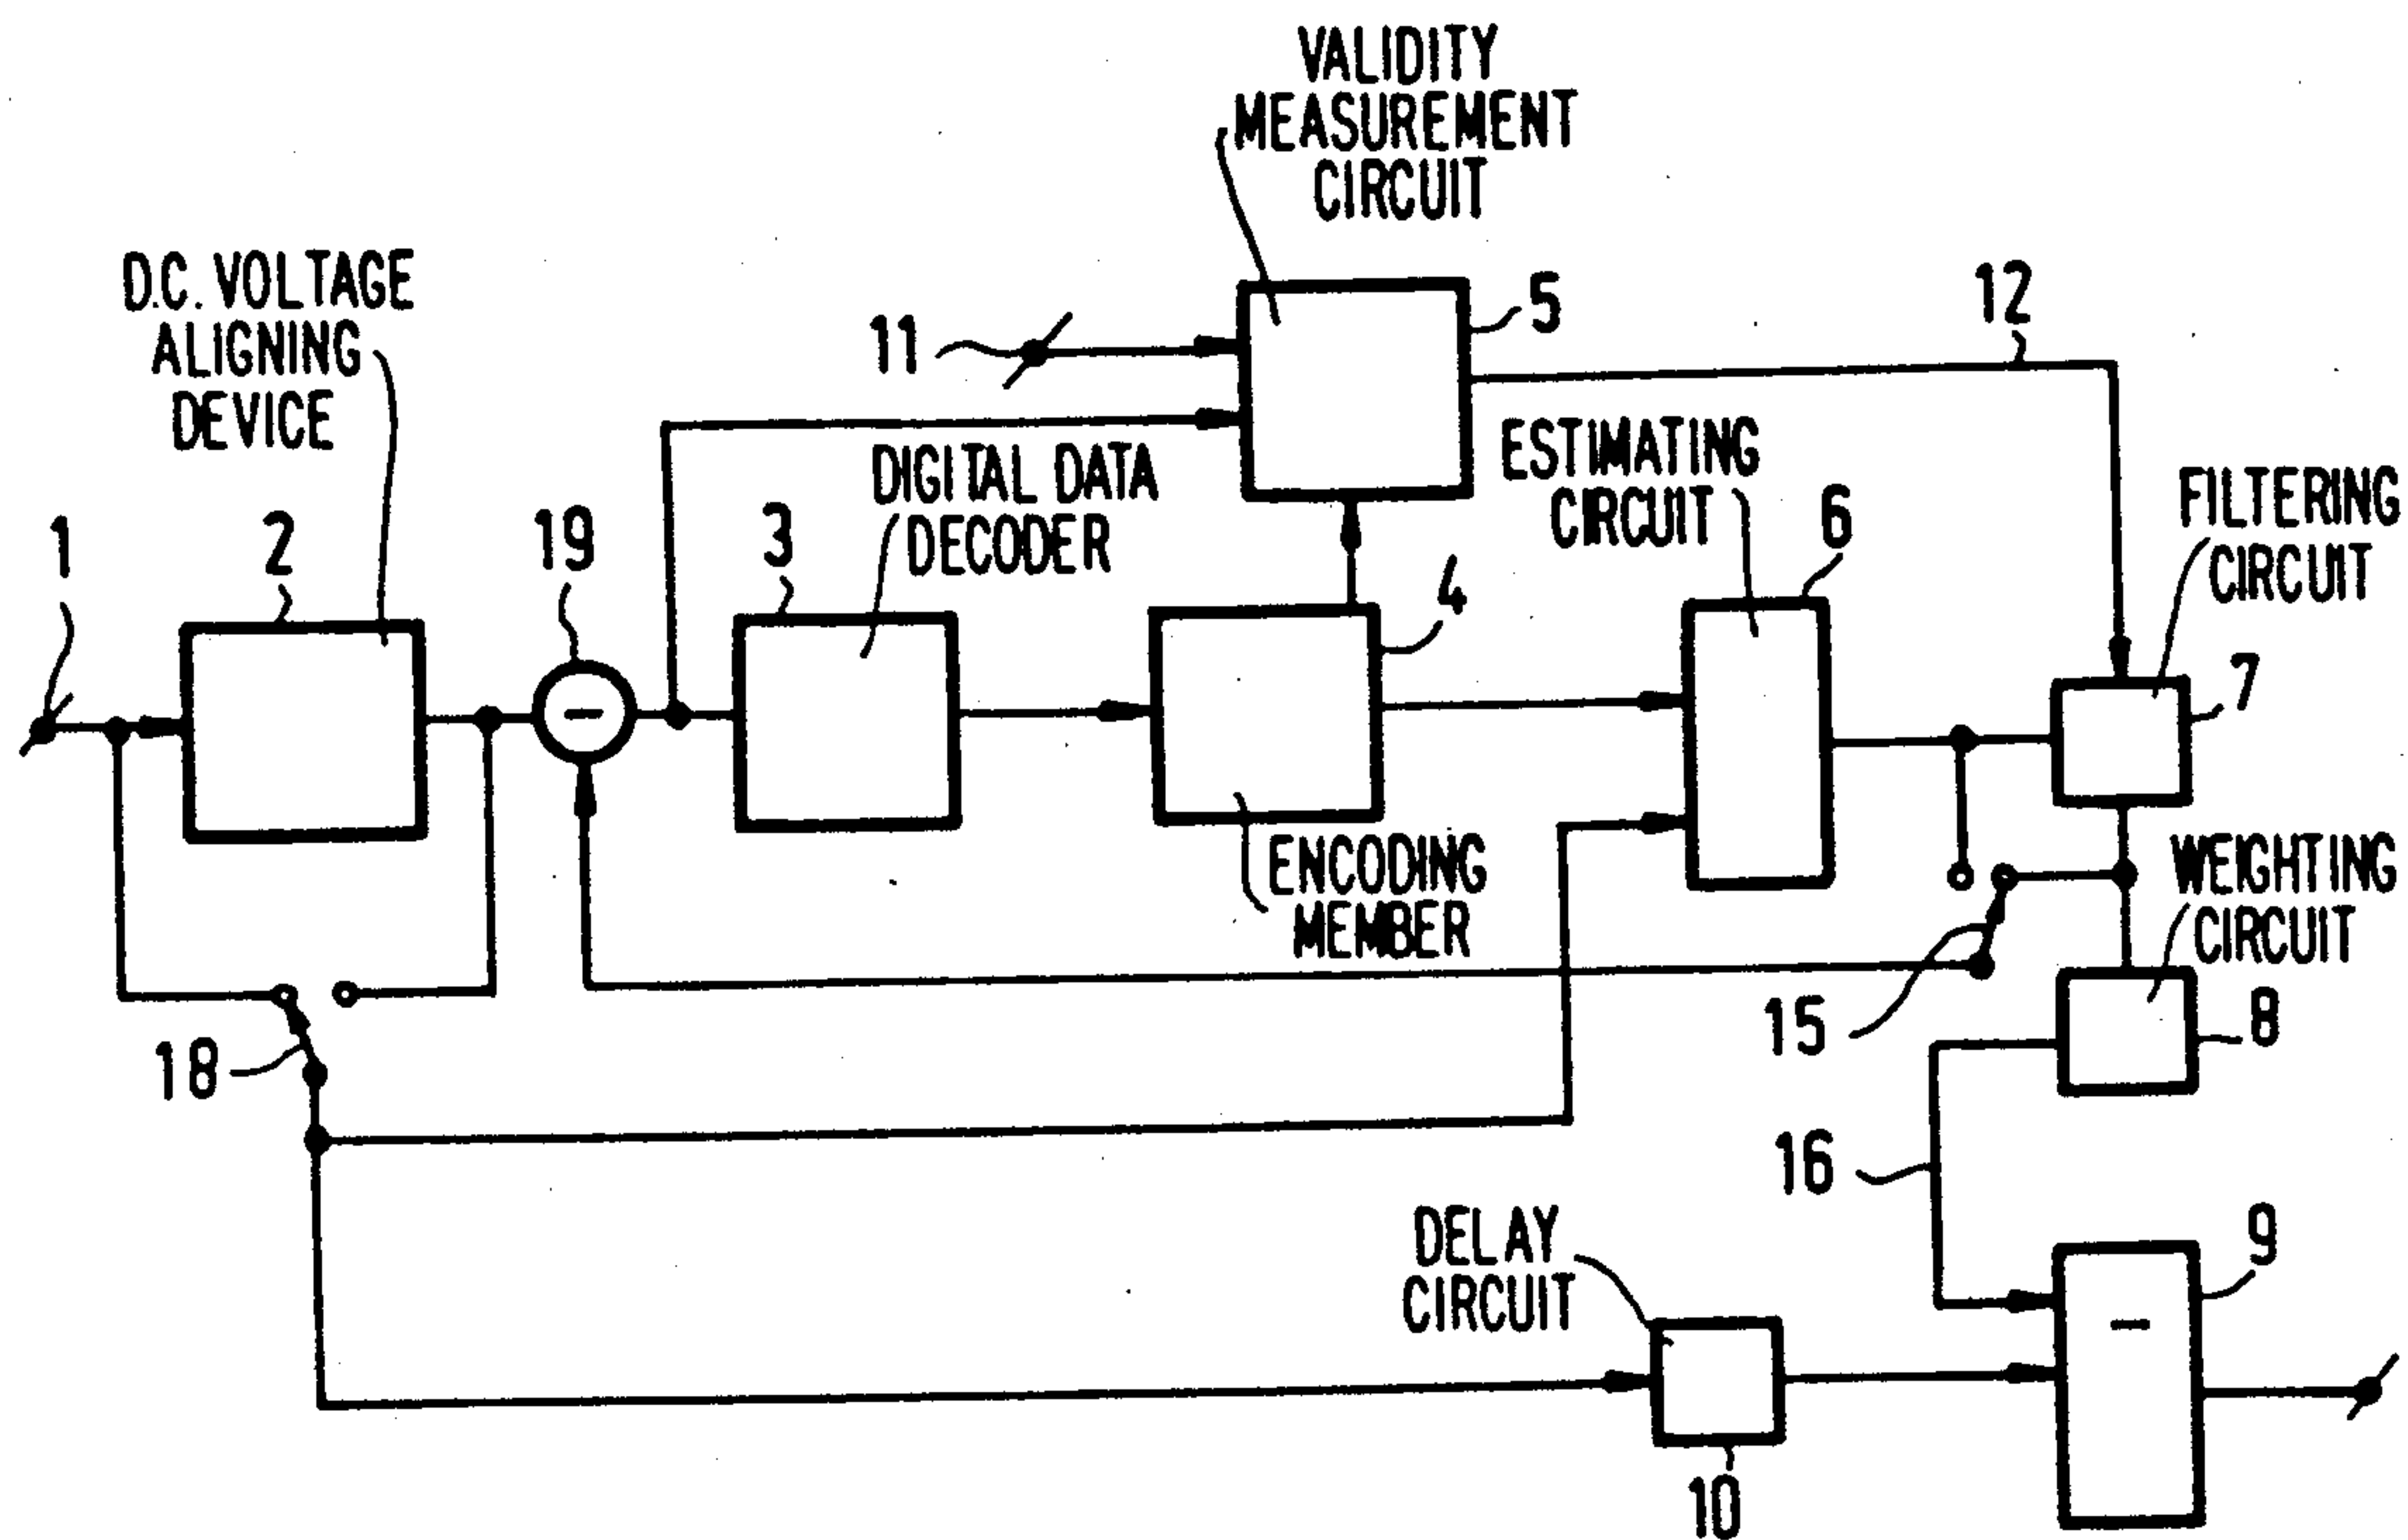 VALIDITY
MEASUREMENT
CIRCUIT
D.C. VOLTAGE
ALIGNING
DEVICE
11
5
12
ESTIMATING
CIRCUIT
DIGITAL DATA
DECODER
FILTERING
CIRCUIT
1
2
19
3
4
6
7
ENCODING
MEMBER
WEIGHTING
CIRCUIT
15
8
18
16
DELAY
CIRCUIT
9
10